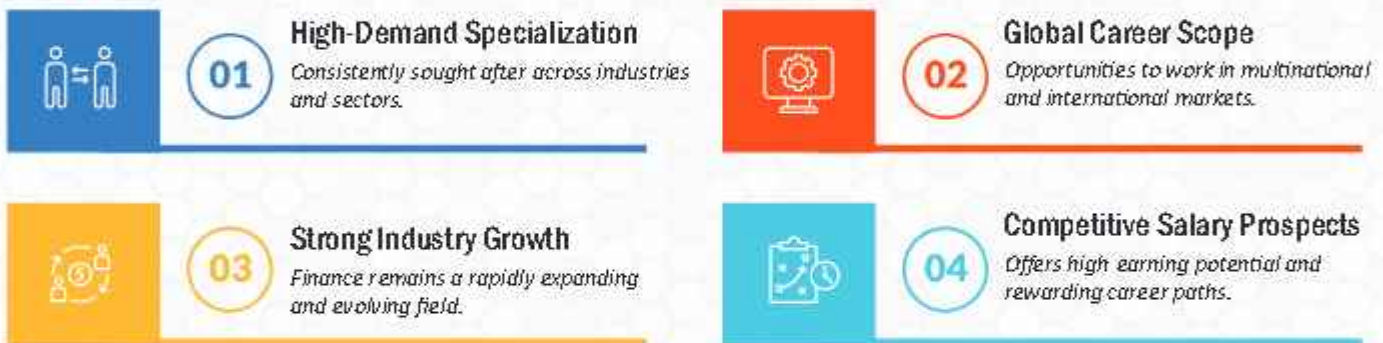 01
High-Demand Specialization
Consistently sought after across industries
and sectors.
02
Global Career Scope
Opportunities to work in multinational
and international markets.
03
Strong Industry Growth
Finance remains a rapidly expanding
and evolving field.
04
Competitive Salary Prospects
Offers high earning potential and
rewarding career paths.